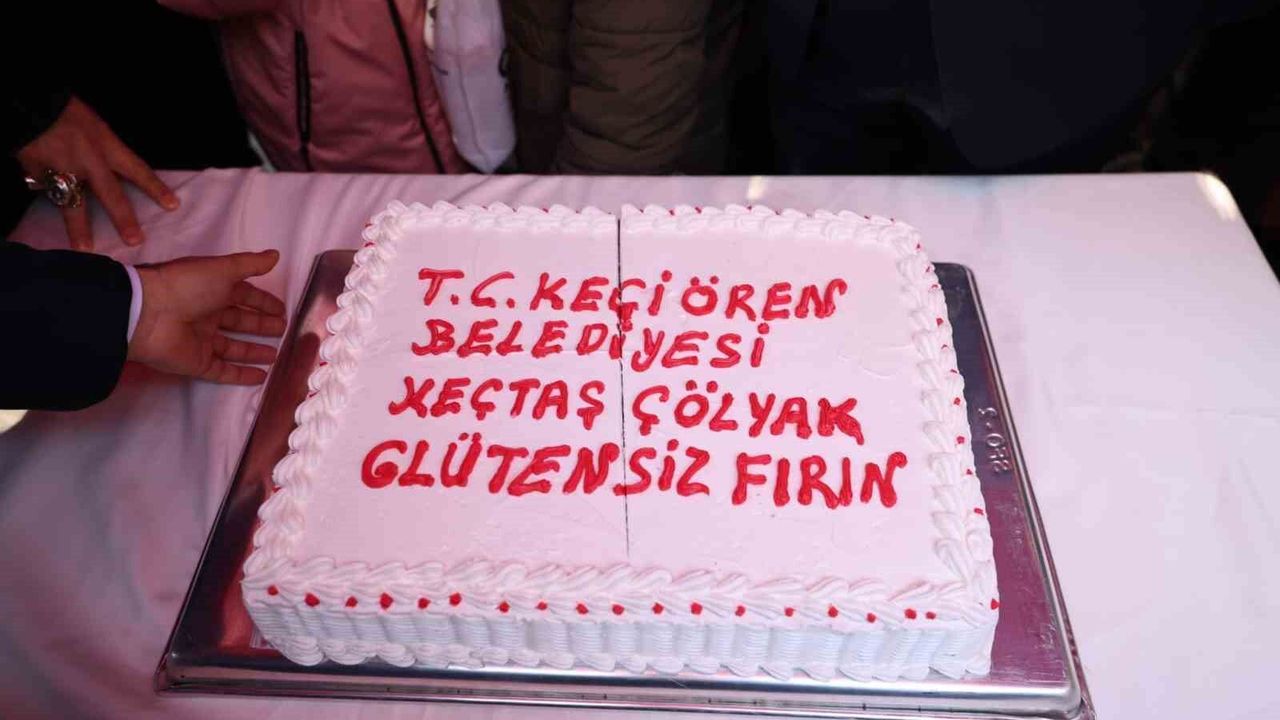 T.C. KEÇİÖREN
BELEDİYESİ
KEÇTAŞ ÇÖLYAK
GLÜTENSİZ FIRIN